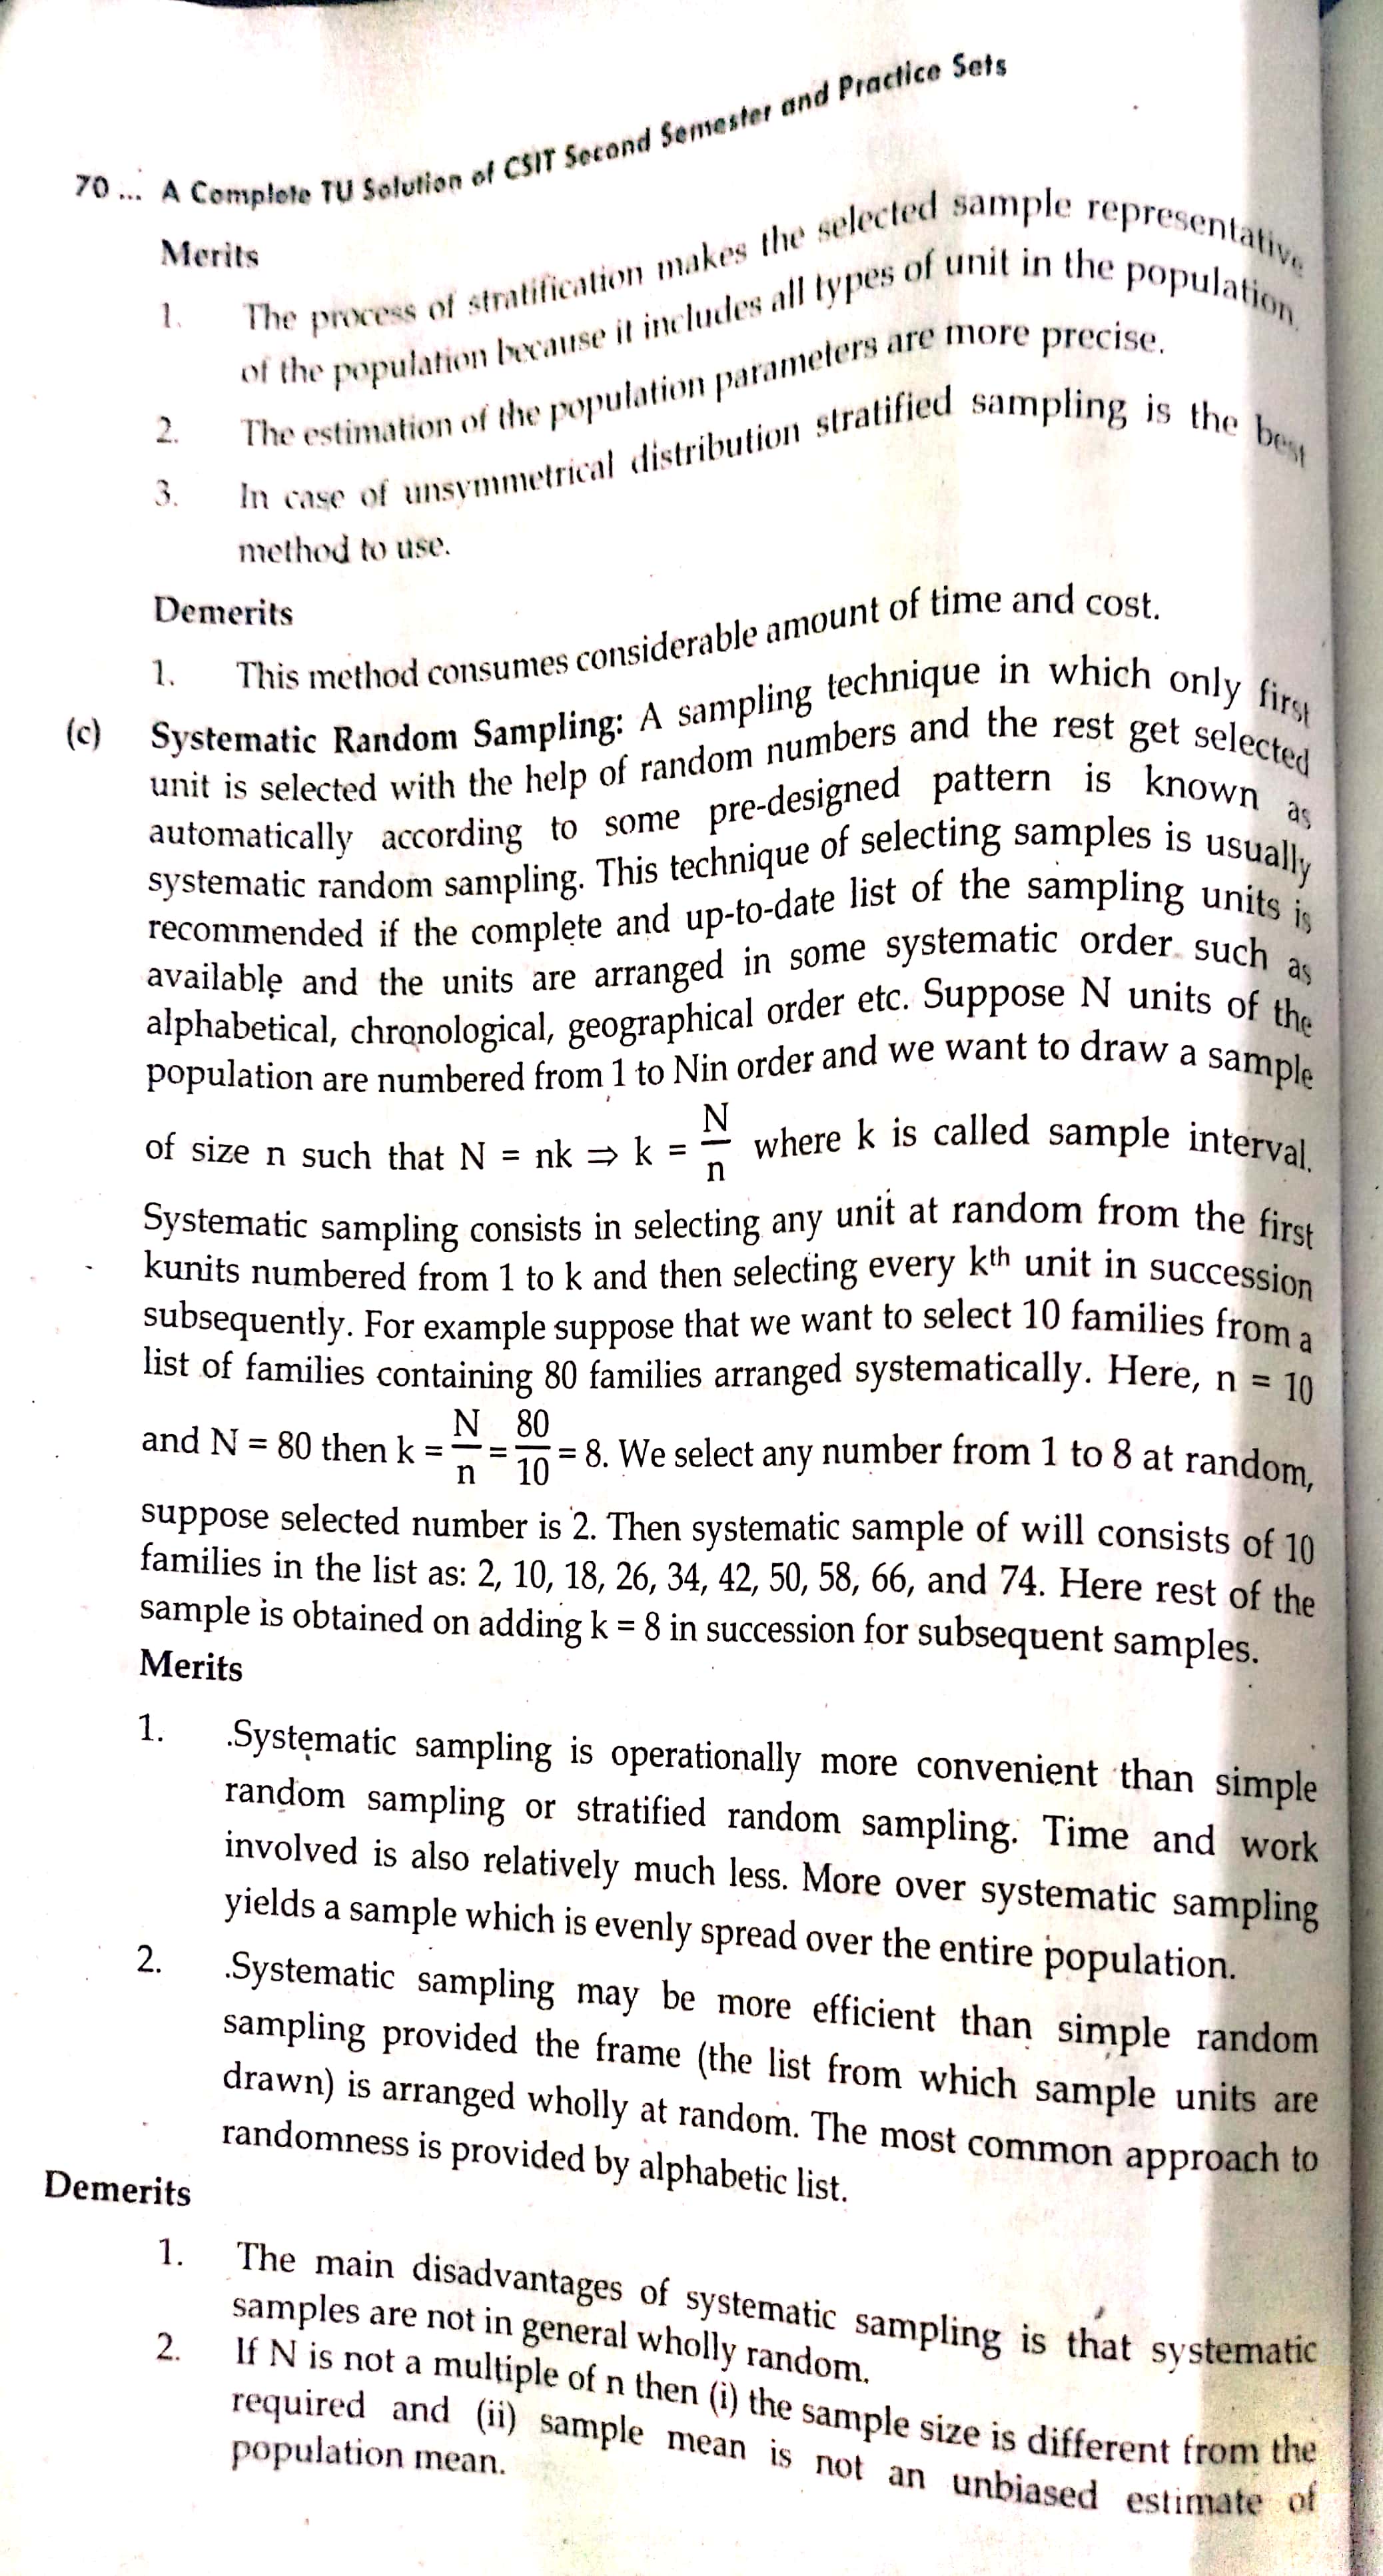 70 ... A Complete TU Solution of CSIT Second Semester and Practice Sets
Merits
1. The process of stratification makes the selected sample representative
of the population because it includes all types of unit in the population.
2. The estimation of the population parameters are more precise.
3. In case of unsymmetrical distribution stratified sampling is the best
method to use.
Demerits
1. This method consumes considerable amount of time and cost.
(c) Systematic Random Sampling: A sampling technique in which only first
unit is selected with the help of random numbers and the rest get selected
automatically according to some pre-designed pattern is known as
systematic random sampling. This technique of selecting samples is usually
recommended if the complete and up-to-date list of the sampling units is
available and the units are arranged in some systematic order such as
alphabetical, chronological, geographical order etc. Suppose N units of the
population are numbered from 1 to Nin order and we want to draw a sample
of size n such that N = nk ⇒ k = N/n where k is called sample interval.
Systematic sampling consists in selecting any unit at random from the first
kunits numbered from 1 to k and then selecting every kth unit in succession
subsequently. For example suppose that we want to select 10 families from a
list of families containing 80 families arranged systematically. Here, n = 10
and N = 80 then k = N/n = 80/10 = 8. We select any number from 1 to 8 at random,
suppose selected number is 2. Then systematic sample of will consists of 10
families in the list as: 2, 10, 18, 26, 34, 42, 50, 58, 66, and 74. Here rest of the
sample is obtained on adding k = 8 in succession for subsequent samples.
Merits
1. .Systematic sampling is operationally more convenient than simple
random sampling or stratified random sampling. Time and work
involved is also relatively much less. More over systematic sampling
yields a sample which is evenly spread over the entire population.
2. .Systematic sampling may be more efficient than simple random
sampling provided the frame (the list from which sample units are
drawn) is arranged wholly at random. The most common approach to
randomness is provided by alphabetic list.
Demerits
1. The main disadvantages of systematic sampling is that systematic
samples are not in general wholly random.
2. If N is not a multiple of n then (i) the sample size is different from the
required and (ii) sample mean is not an unbiased estimate of
population mean.